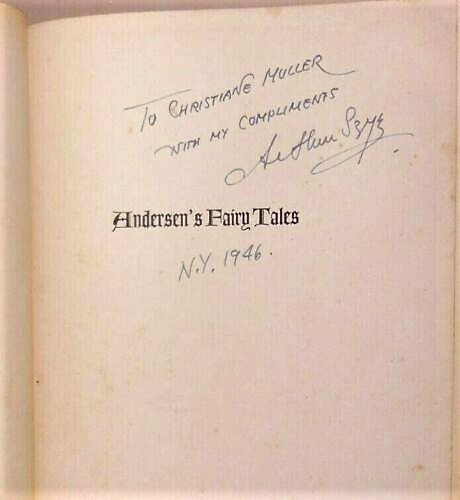 To Christiane Muller
with my compliments
Arthur Szyk
Andersen's Fairy Tales
N.Y. 1946.